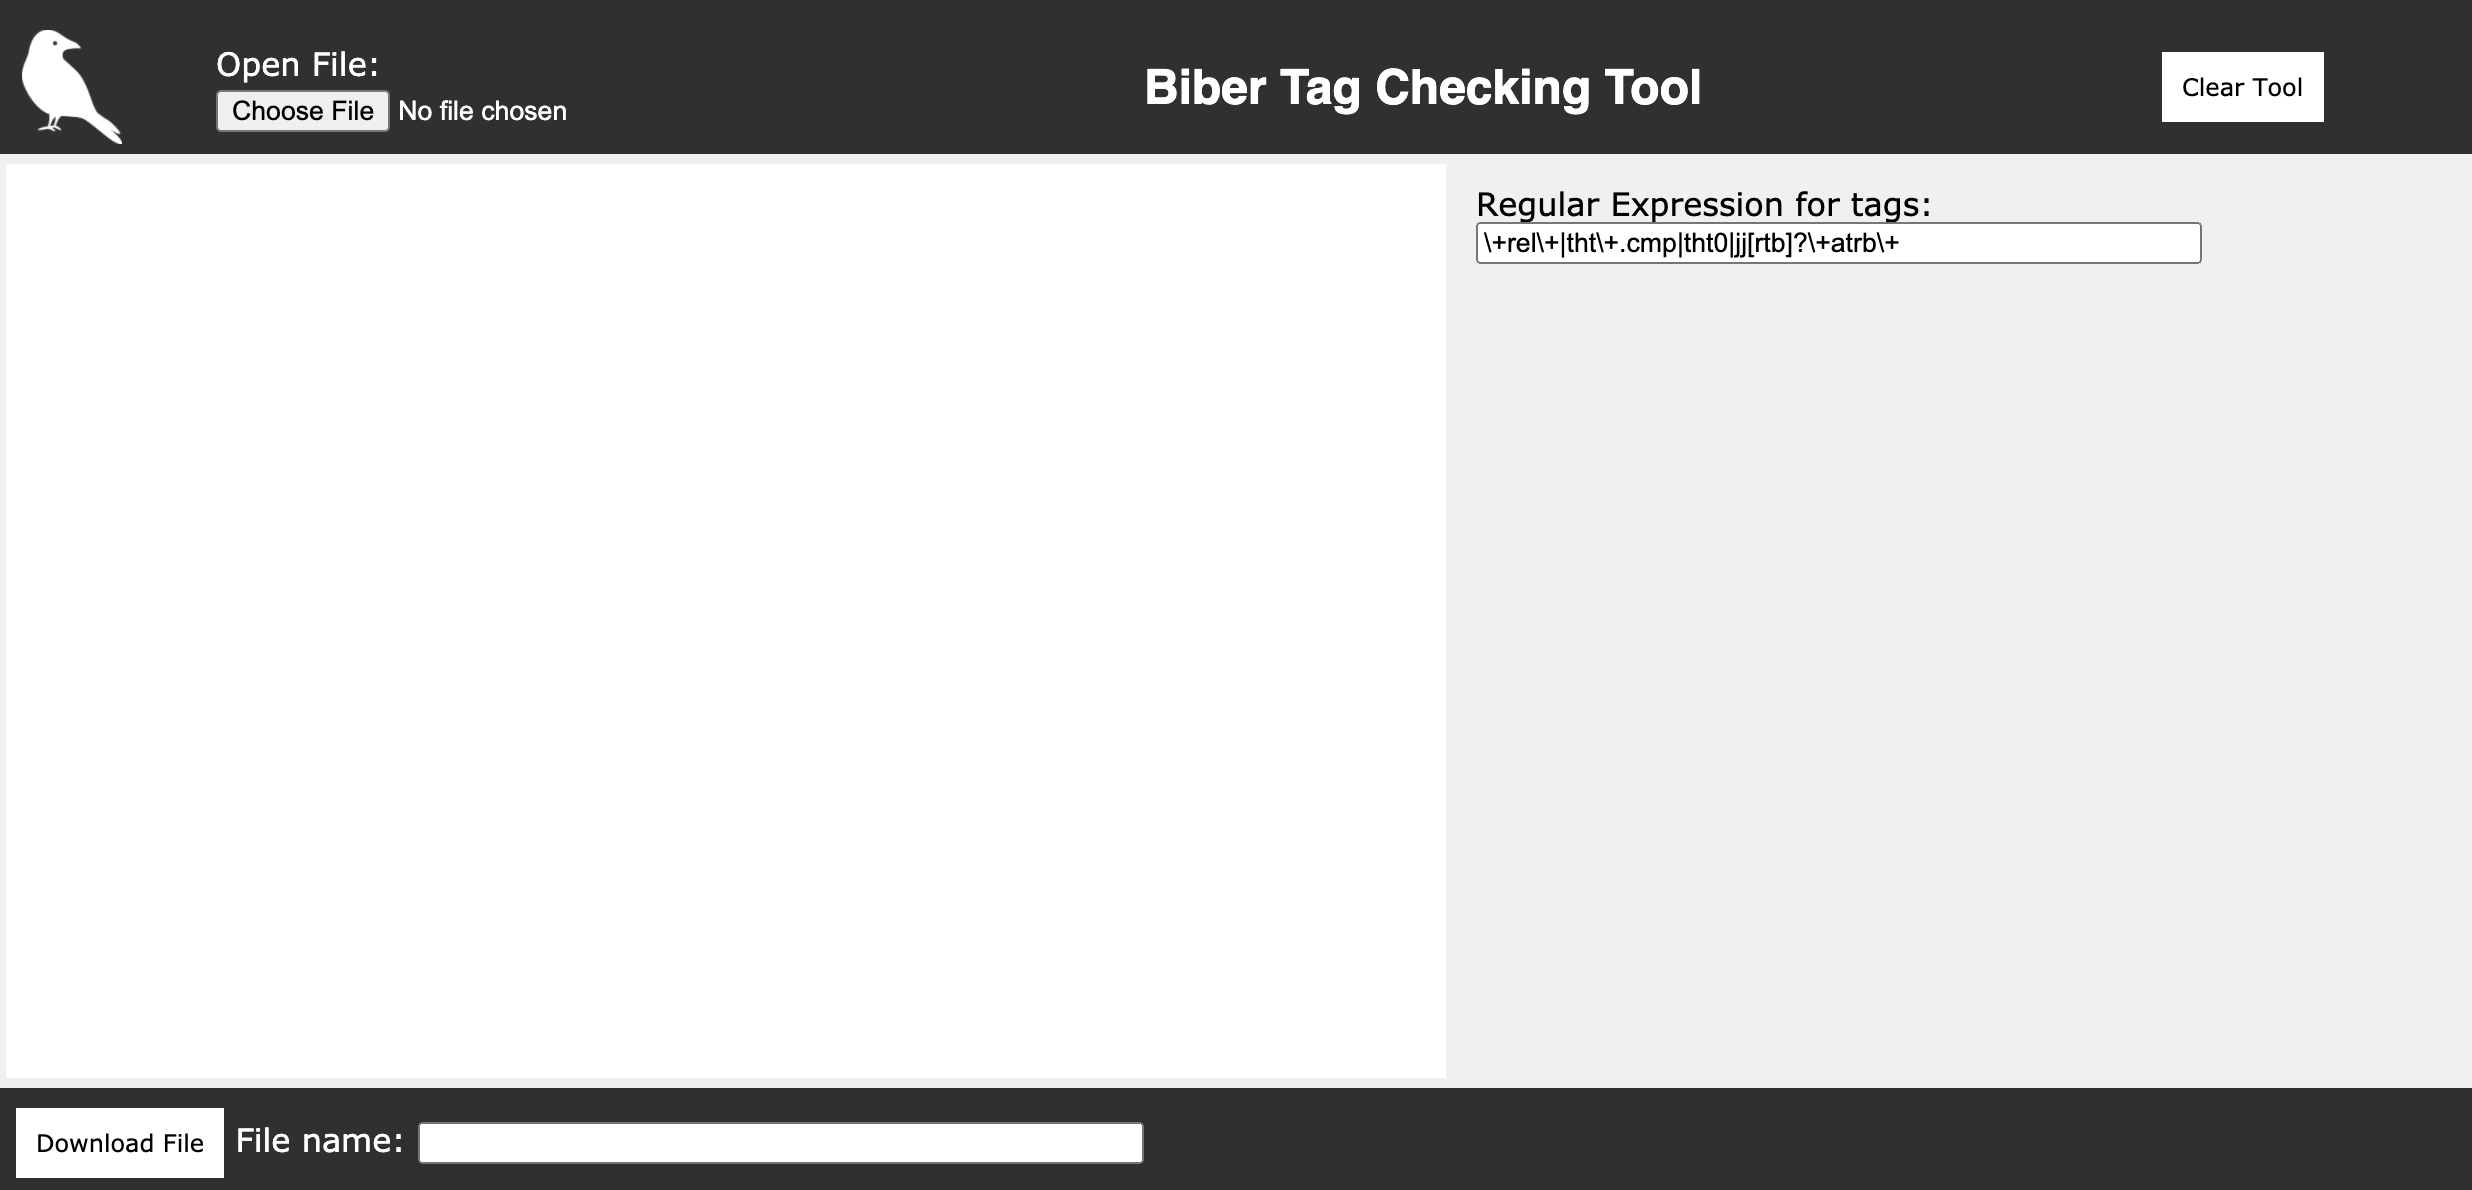 Open File:
Choose File No file chosen
Biber Tag Checking Tool
Clear Tool
Regular Expression for tags:
\+rel\+|tht\+.cmp|tht0|jj[rtb]?\+atrb\+
Download File File name: